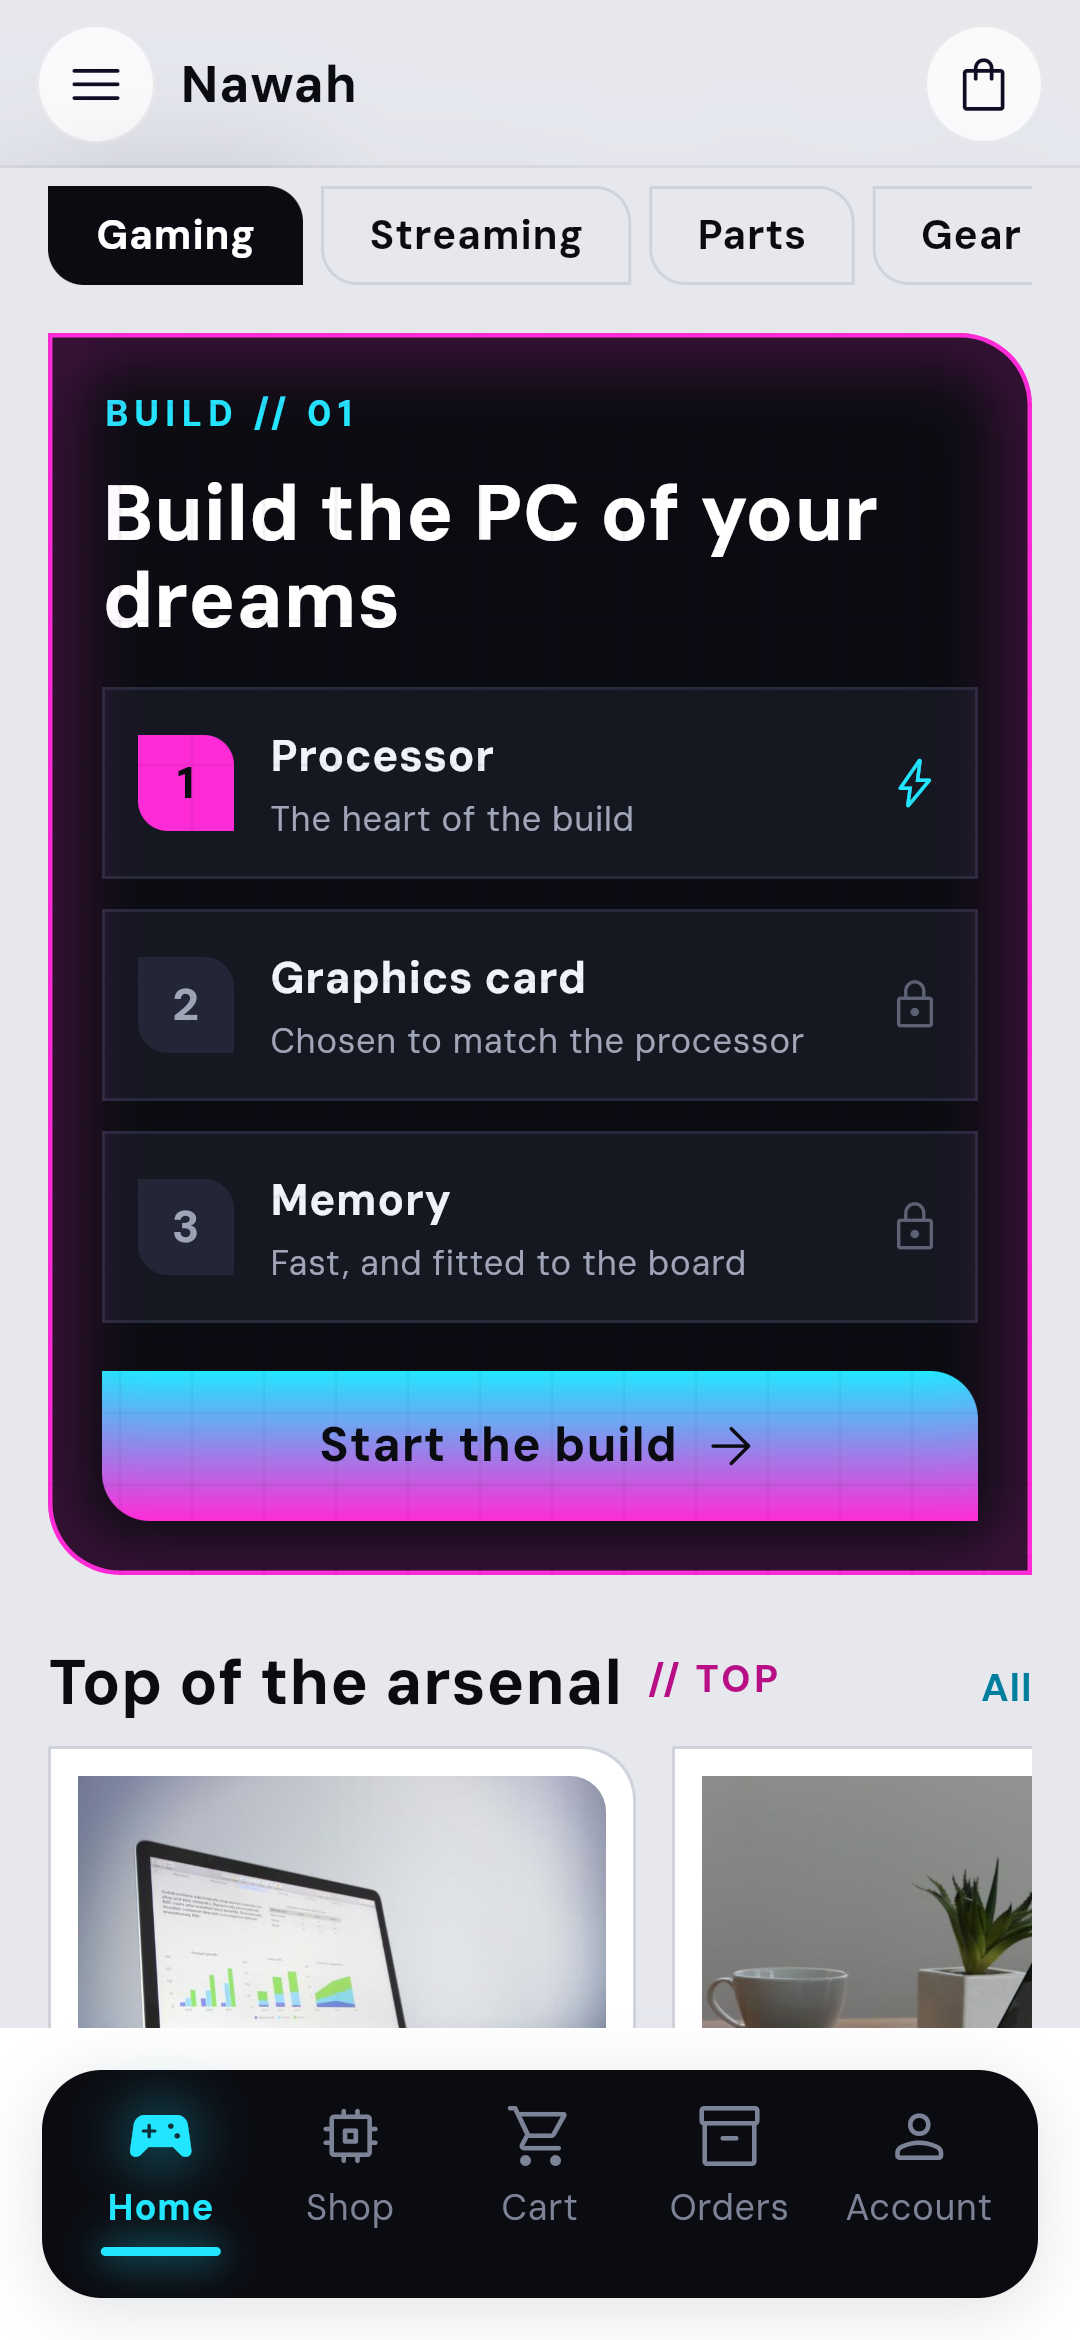 Nawah
Gaming
Streaming
Parts
Gear
BUILD // 01
Build the PC of your
dreams
1
Processor
The heart of the build
2
Graphics card
Chosen to match the processor
3
Memory
Fast, and fitted to the board
Start the build
Top of the arsenal // TOP
All
Home
Shop
Cart
Orders
Account